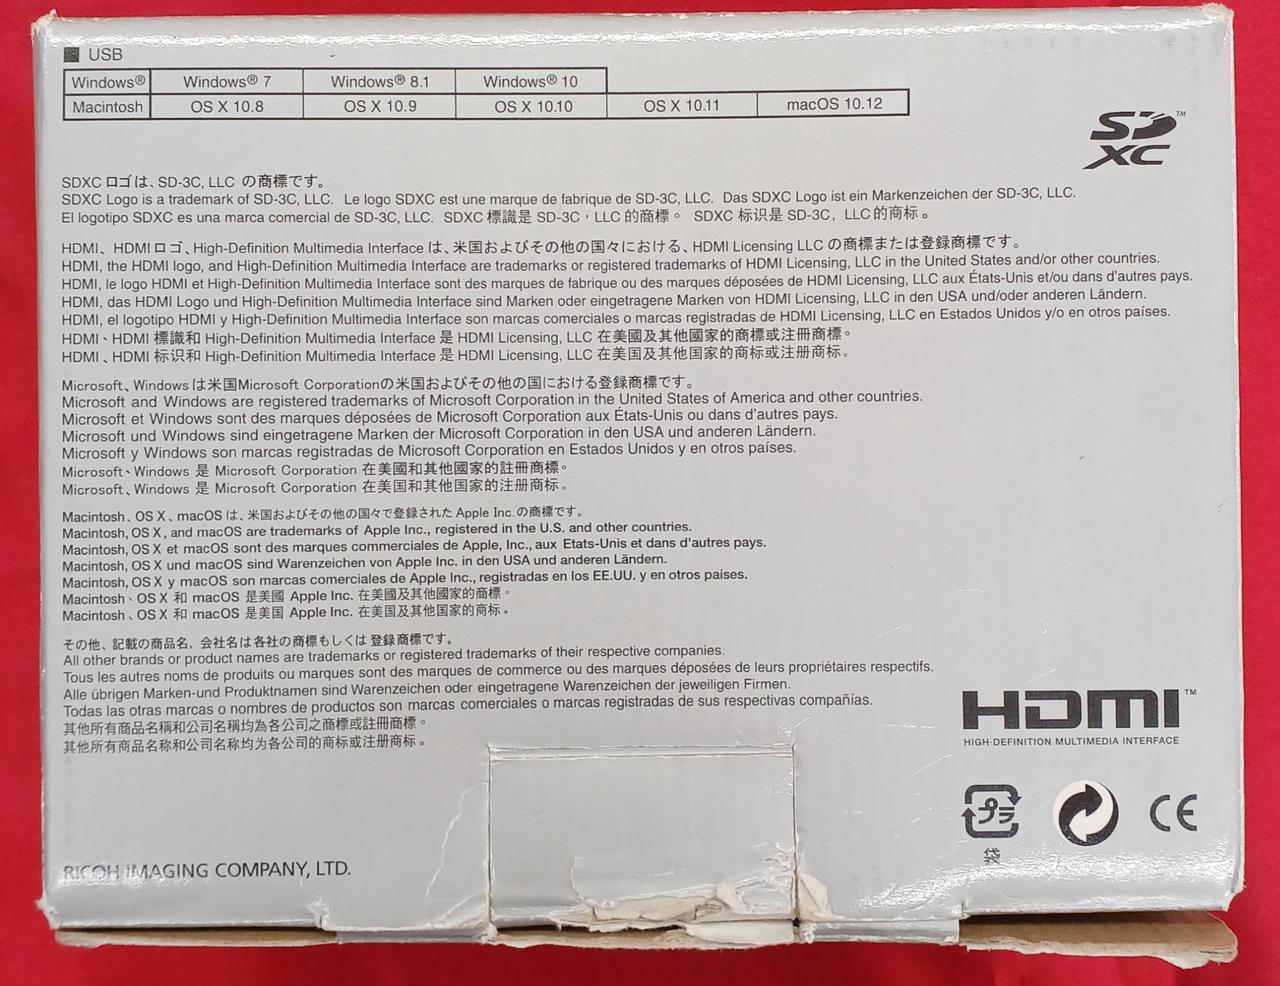 ■ USB
Windows® Windows® 7 Windows® 8.1 Windows® 10
Macintosh OS X 10.8 OS X 10.9 OS X 10.10 OS X 10.11 macOS 10.12
SD XC ™
SDXC ロゴは、SD-3C, LLC の商標です。
SDXC Logo is a trademark of SD-3C, LLC. Le logo SDXC est une marque de fabrique de SD-3C, LLC. Das SDXC Logo ist ein Markenzeichen der SD-3C, LLC.
El logotipo SDXC es una marca comercial de SD-3C, LLC. SDXC 標識是 SD-3C，LLC 的商標。 SDXC 标识是 SD-3C, LLC 的商标。
HDMI、HDMI ロゴ、High-Definition Multimedia Interface は、米国およびその他の国々における、HDMI Licensing LLC の商標または登録商標です。
HDMI, the HDMI logo, and High-Definition Multimedia Interface are trademarks or registered trademarks of HDMI Licensing, LLC in the United States and/or other countries.
HDMI, le logo HDMI et High-Definition Multimedia Interface sont des marques de fabrique ou des marques déposées de HDMI Licensing, LLC aux États-Unis et/ou dans d'autres pays.
HDMI, das HDMI Logo und High-Definition Multimedia Interface sind Marken oder eingetragene Marken von HDMI Licensing, LLC in den USA und/oder anderen Ländern.
HDMI, el logotipo HDMI y High-Definition Multimedia Interface son marcas comerciales o marcas registradas de HDMI Licensing, LLC en Estados Unidos y/o en otros países.
HDMI、HDMI 標識和 High-Definition Multimedia Interface 是 HDMI Licensing, LLC 在美國及其他國家的商標或注冊商標。
HDMI、HDMI 标识和 High-Definition Multimedia Interface 是 HDMI Licensing, LLC 在美国及其他国家的商标或注册商标。
Microsoft、Windows は米国Microsoft Corporationの米国およびその他の国における登録商標です。
Microsoft and Windows are registered trademarks of Microsoft Corporation in the United States of America and other countries.
Microsoft et Windows sont des marques déposées de Microsoft Corporation aux États-Unis ou dans d'autres pays.
Microsoft und Windows sind eingetragene Marken der Microsoft Corporation in den USA und anderen Ländern.
Microsoft y Windows son marcas registradas de Microsoft Corporation en Estados Unidos y en otros países.
Microsoft、Windows 是 Microsoft Corporation 在美國和其他國家的註冊商標。
Microsoft、Windows 是 Microsoft Corporation 在美国和其他国家的注册商标。
Macintosh、OS X、macOS は、米国およびその他の国々で登録された Apple Inc. の商標です。
Macintosh, OS X, and macOS are trademarks of Apple Inc., registered in the U.S. and other countries.
Macintosh, OS X et macOS sont des marques commerciales de Apple, Inc., aux Etats-Unis et dans d'autres pays.
Macintosh, OS X und macOS sind Warenzeichen von Apple Inc. in den USA und anderen Ländern.
Macintosh, OS X y macOS son marcas comerciales de Apple Inc., registradas en los EE.UU. y en otros países.
Macintosh、OS X 和 macOS 是美國 Apple Inc. 在美國及其他國家的商標。
Macintosh、OS X 和 macOS 是美国 Apple Inc. 在美国及其他国家的商标。
その他、記載の商品名、会社名は各社の商標もしくは 登録商標です。
All other brands or product names are trademarks or registered trademarks of their respective companies.
Tous les autres noms de produits ou marques sont des marques de commerce ou des marques déposées de leurs propriétaires respectifs.
Alle übrigen Marken-und Produktnamen sind Warenzeichen oder eingetragene Warenzeichen der jeweiligen Firmen.
Todas las otras marcas o nombres de productos son marcas comerciales o marcas registradas de sus respectivas compañías.
其他所有商品名稱和公司名稱均為各公司之商標或註冊商標。
其他所有商品名称和公司名称均为各公司的商标或注册商标。
HDMI™
HIGH-DEFINITION MULTIMEDIA INTERFACE
プラ CE
袋
RICOH IMAGING COMPANY, LTD.